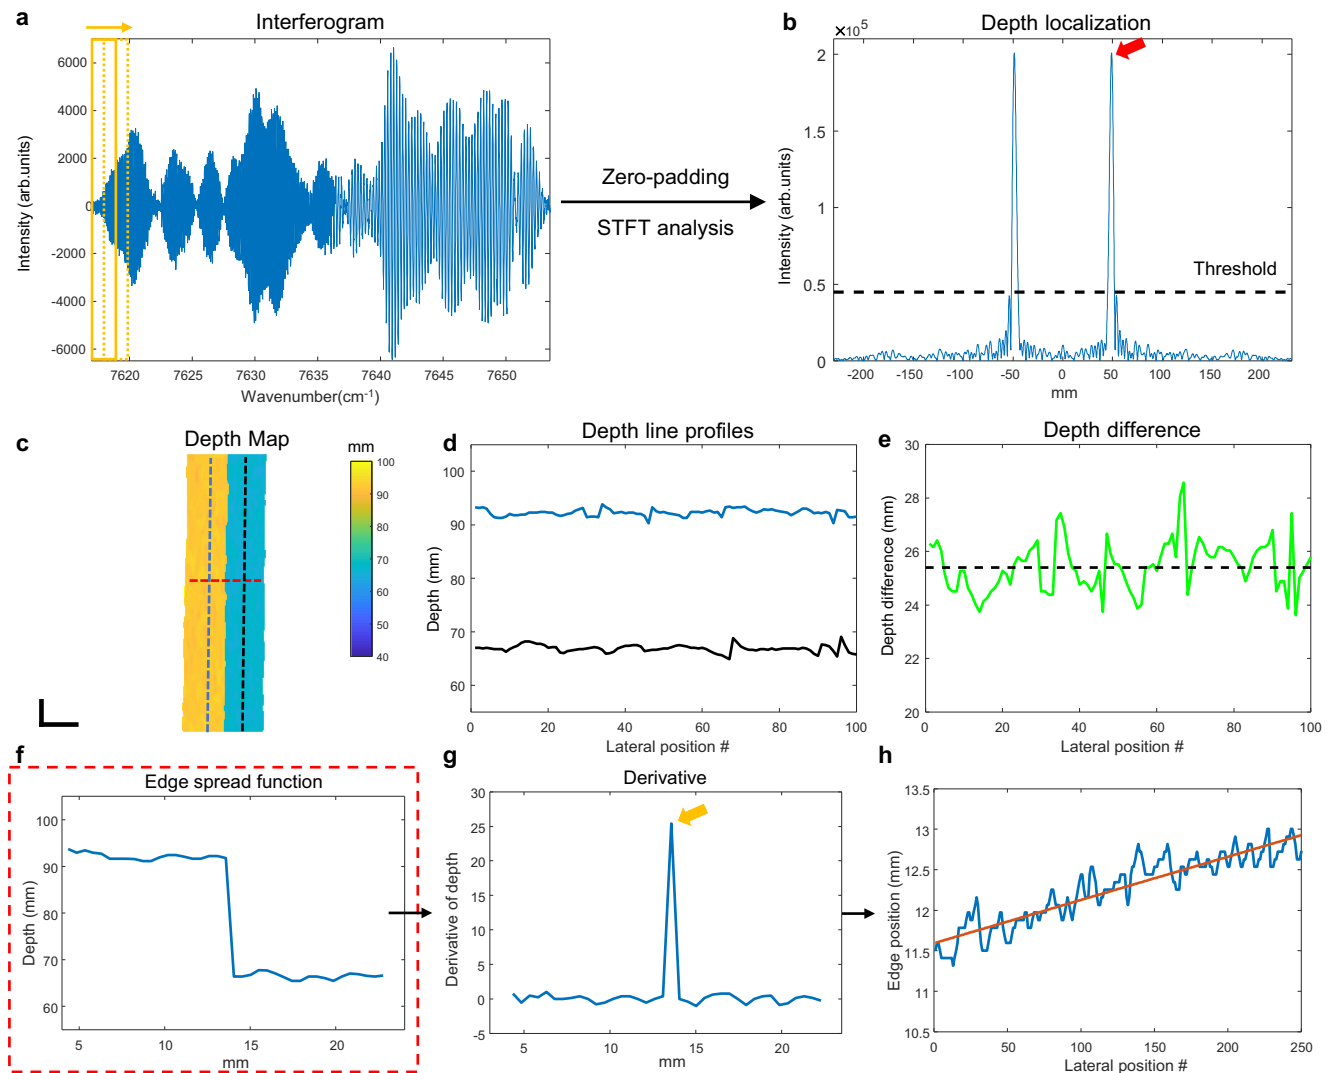 a
Interferogram
6000
4000
2000
0
-2000
-4000
-6000
Intensity (arb.units)
7620
7625
7630
7635
7640
7645
7650
Wavenumber(cm-1)
Zero-padding
STFT analysis
b
Depth localization
×10⁵
2
1.5
1
0.5
0
Intensity (arb.units)
Threshold
-200
-150
-100
-50
0
50
100
150
200
mm
c
Depth Map
mm
100
90
80
70
60
50
40
d
Depth line profiles
100
90
80
70
60
Depth (mm)
0
20
40
60
80
100
Lateral position #
e
Depth difference
30
28
26
24
22
20
Depth difference (mm)
0
20
40
60
80
100
Lateral position #
f
Edge spread function
100
90
80
70
60
Depth (mm)
5
10
15
20
mm
g
Derivative
30
25
20
15
10
5
0
-5
Derivative of depth
5
10
15
20
mm
h
13.5
13
12.5
12
11.5
11
10.5
Edge position (mm)
0
50
100
150
200
250
Lateral position #